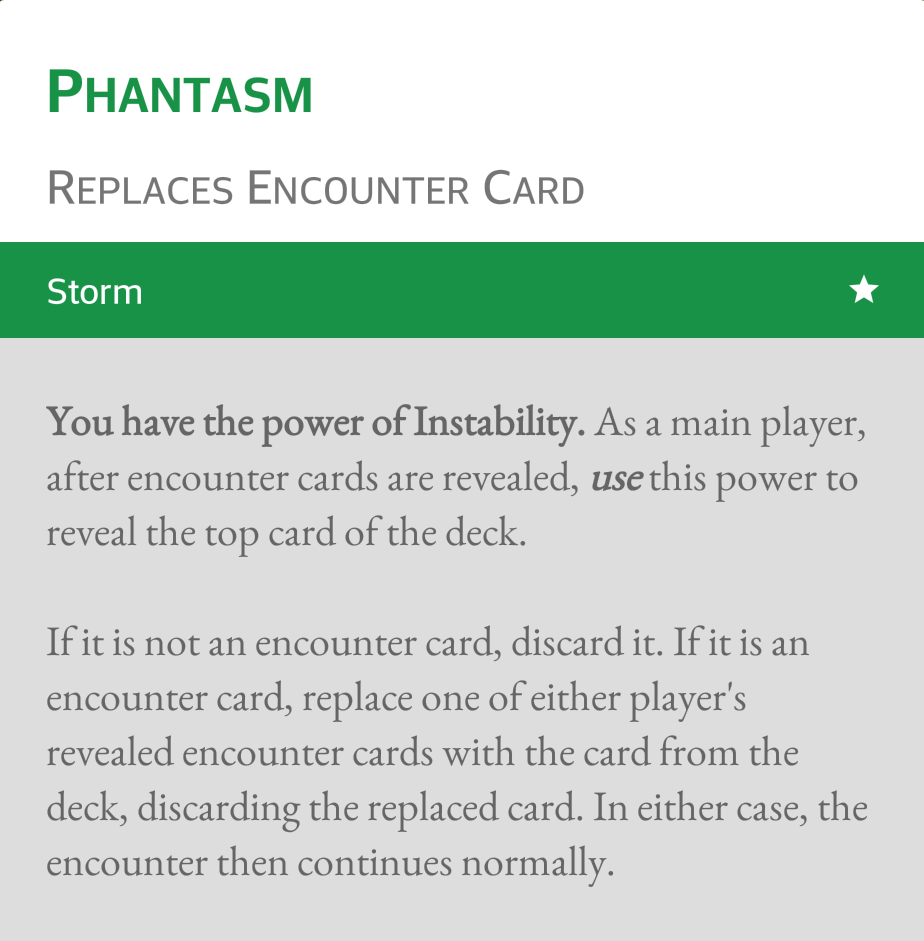 Phantasm
Replaces Encounter Card
Storm
You have the power of Instability. As a main player,
after encounter cards are revealed, use this power to
reveal the top card of the deck.
If it is not an encounter card, discard it. If it is an
encounter card, replace one of either player's
revealed encounter cards with the card from the
deck, discarding the replaced card. In either case, the
encounter then continues normally.